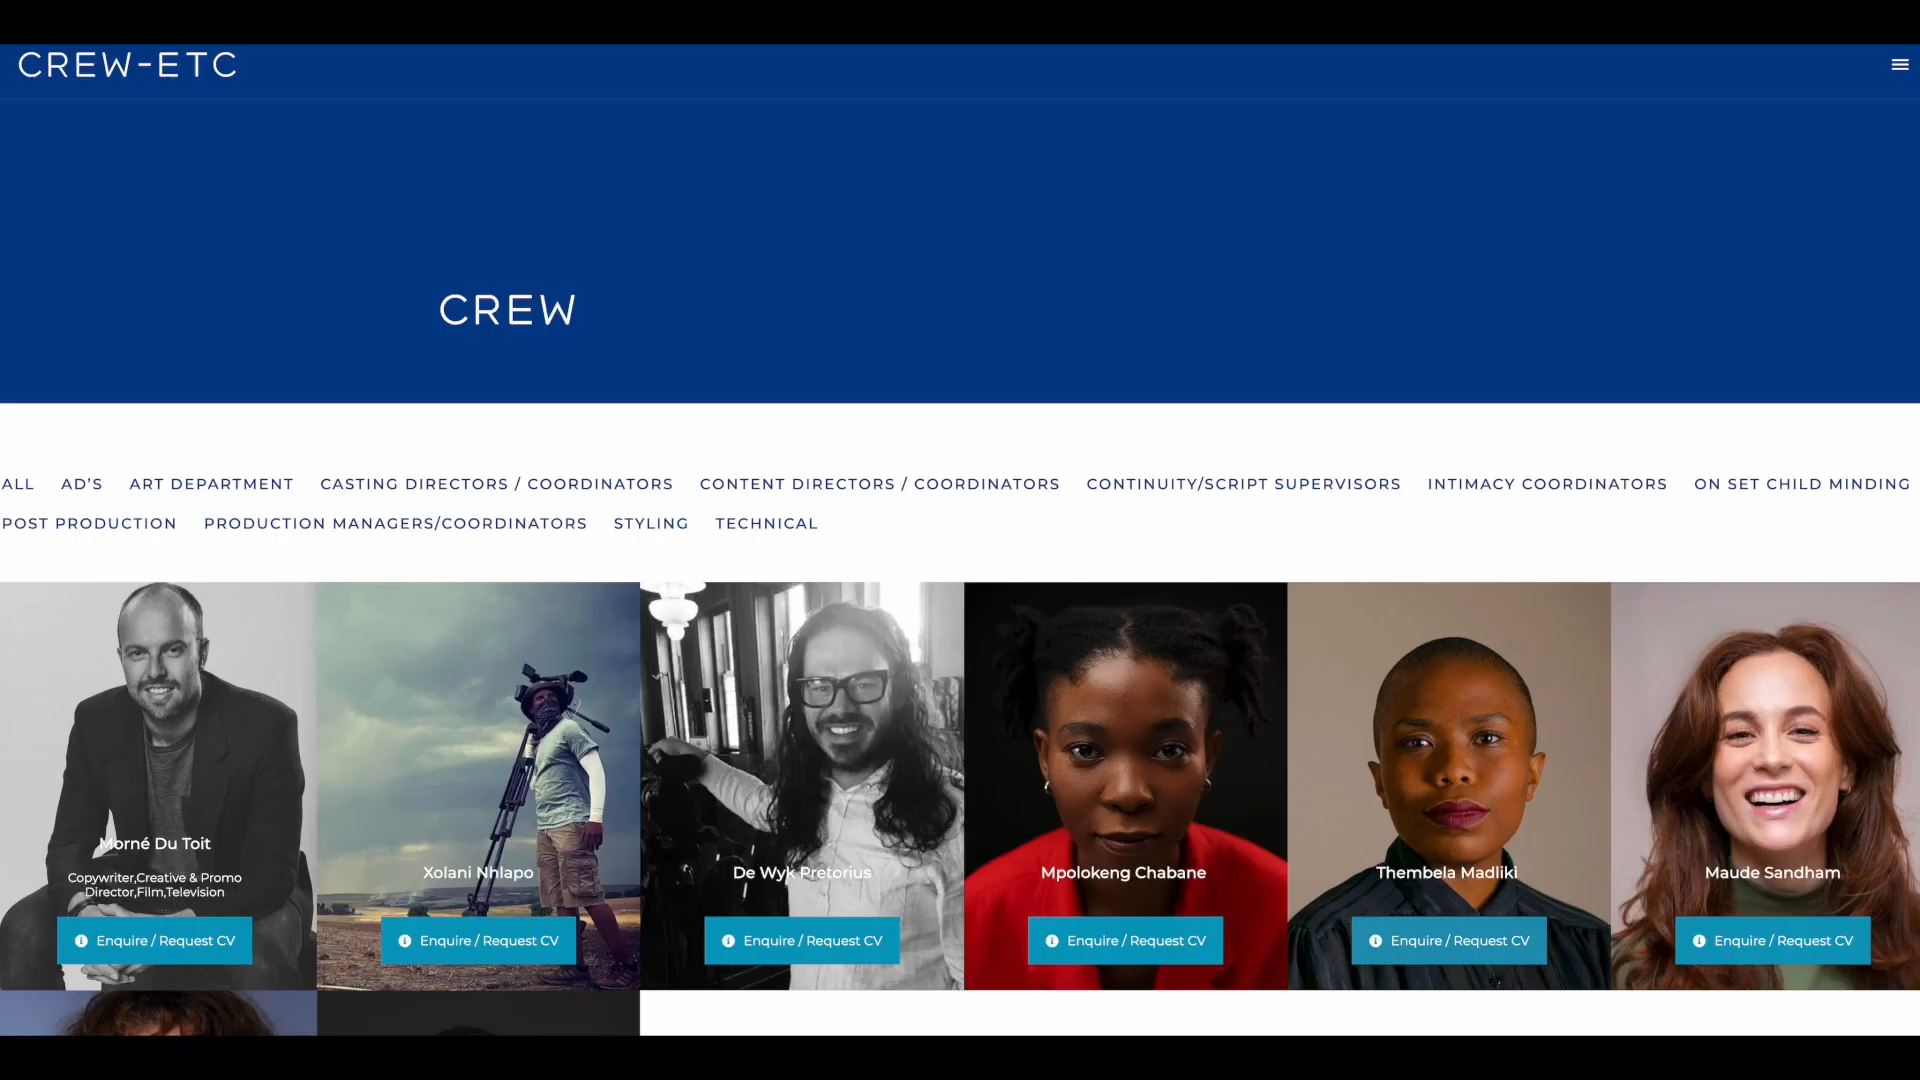 CREW-ETC
CREW
ALL AD'S ART DEPARTMENT CASTING DIRECTORS / COORDINATORS CONTENT DIRECTORS / COORDINATORS CONTINUITY/SCRIPT SUPERVISORS INTIMACY COORDINATORS ON SET CHILD MINDING
POST PRODUCTION PRODUCTION MANAGERS/COORDINATORS STYLING TECHNICAL
Morné Du Toit
Copywriter,Creative & Promo
Director,Film,Television
Enquire / Request CV
Xolani Nhlapo
Enquire / Request CV
De Wyk Pretorius
Enquire / Request CV
Mpolokeng Chabane
Enquire / Request CV
Thembela Madliki
Enquire / Request CV
Maude Sandham
Enquire / Request CV